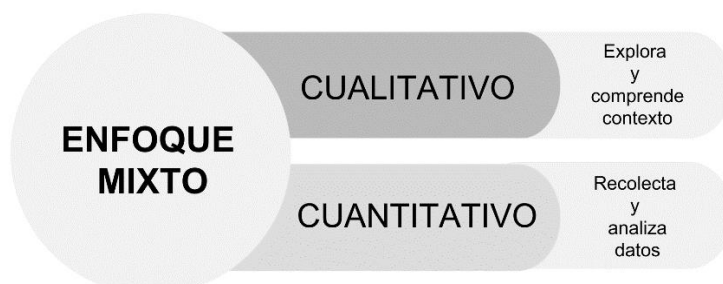 ENFOQUE
MIXTO
CUALITATIVO
Explora
y
comprende
contexto
CUANTITATIVO
Recolecta
y
analiza
datos